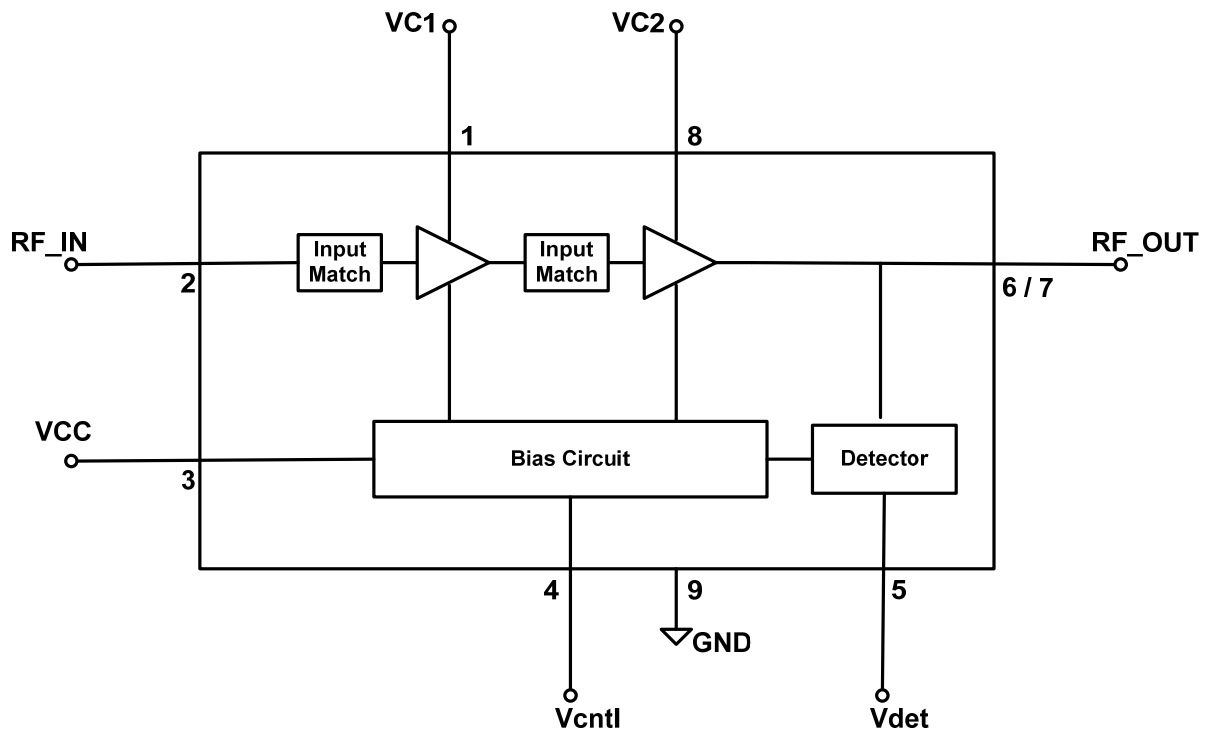 VC1
VC2
1
8
RF_IN
Input
Match
Input
Match
RF_OUT
2
6 / 7
VCC
3
Bias Circuit
Detector
4
9
5
GND
Vcntl
Vdet